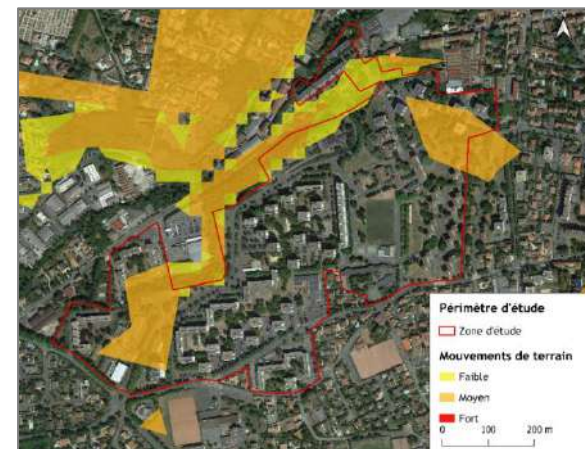 Périmètre d'étude
Zone d'étude
Mouvements de terrain
Faible
Moyen
Fort
0 100 200 m